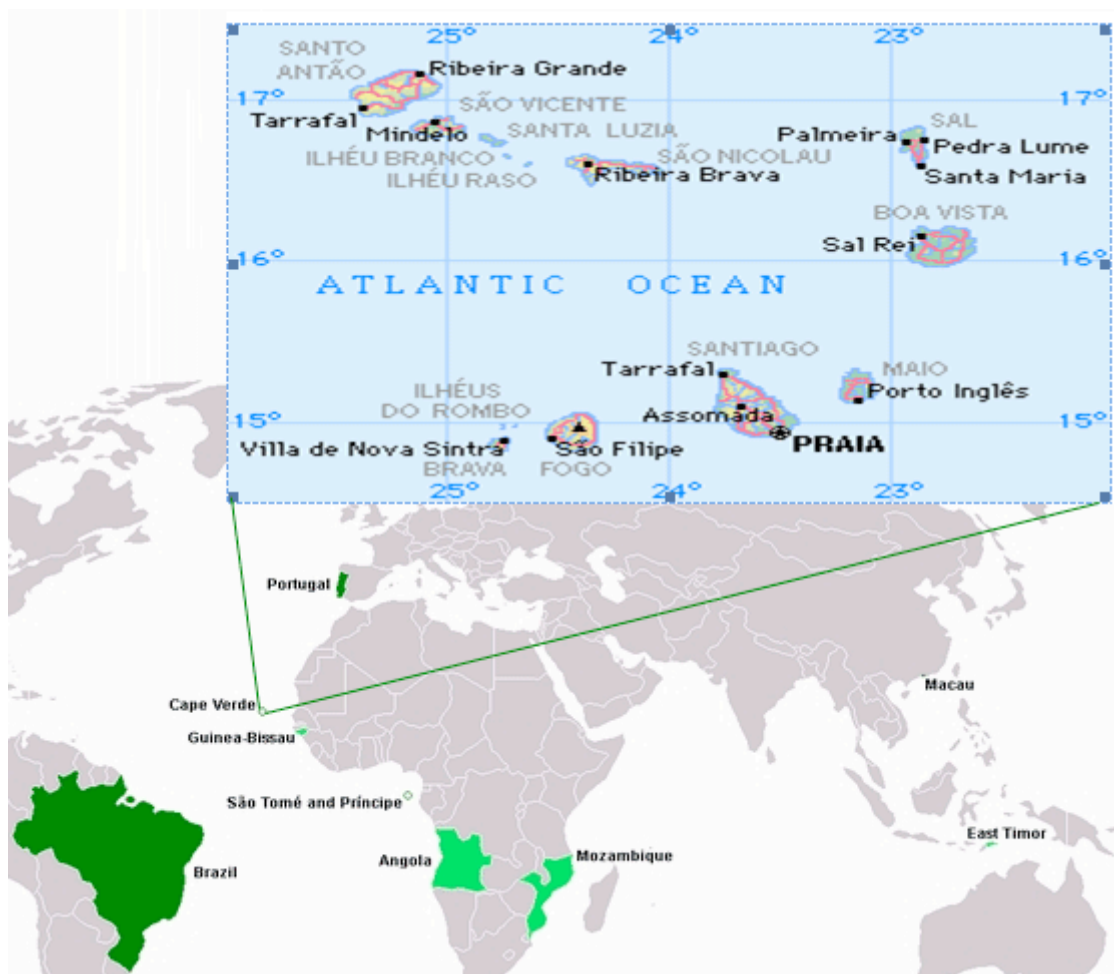 25°
24°
23°
SANTO
ANTÃO
Ribeira Grande
17°
17°
Tarrafal
SÃO VICENTE
Mindelo
SANTA LUZIA
ILHÉU BRANCO
ILHÉU RASO
SÃO NICOLAU
Ribeira Brava
SAL
Palmeira
Pedra Lume
Santa Maria
BOA VISTA
Sal Rei
16°
16°
ATLANTIC OCEAN
SANTIAGO
Tarrafal
MAIO
Porto Inglês
ILHÉUS
DO ROMBO
Assomada
15°
15°
Villa de Nova Sintra
São Filipe
PRAIA
BRAVA
FOGO
25°
24°
23°
Portugal
Cape Verde
Macau
Guinea-Bissau
São Tomé and Príncipe
East Timor
Angola
Mozambique
Brazil